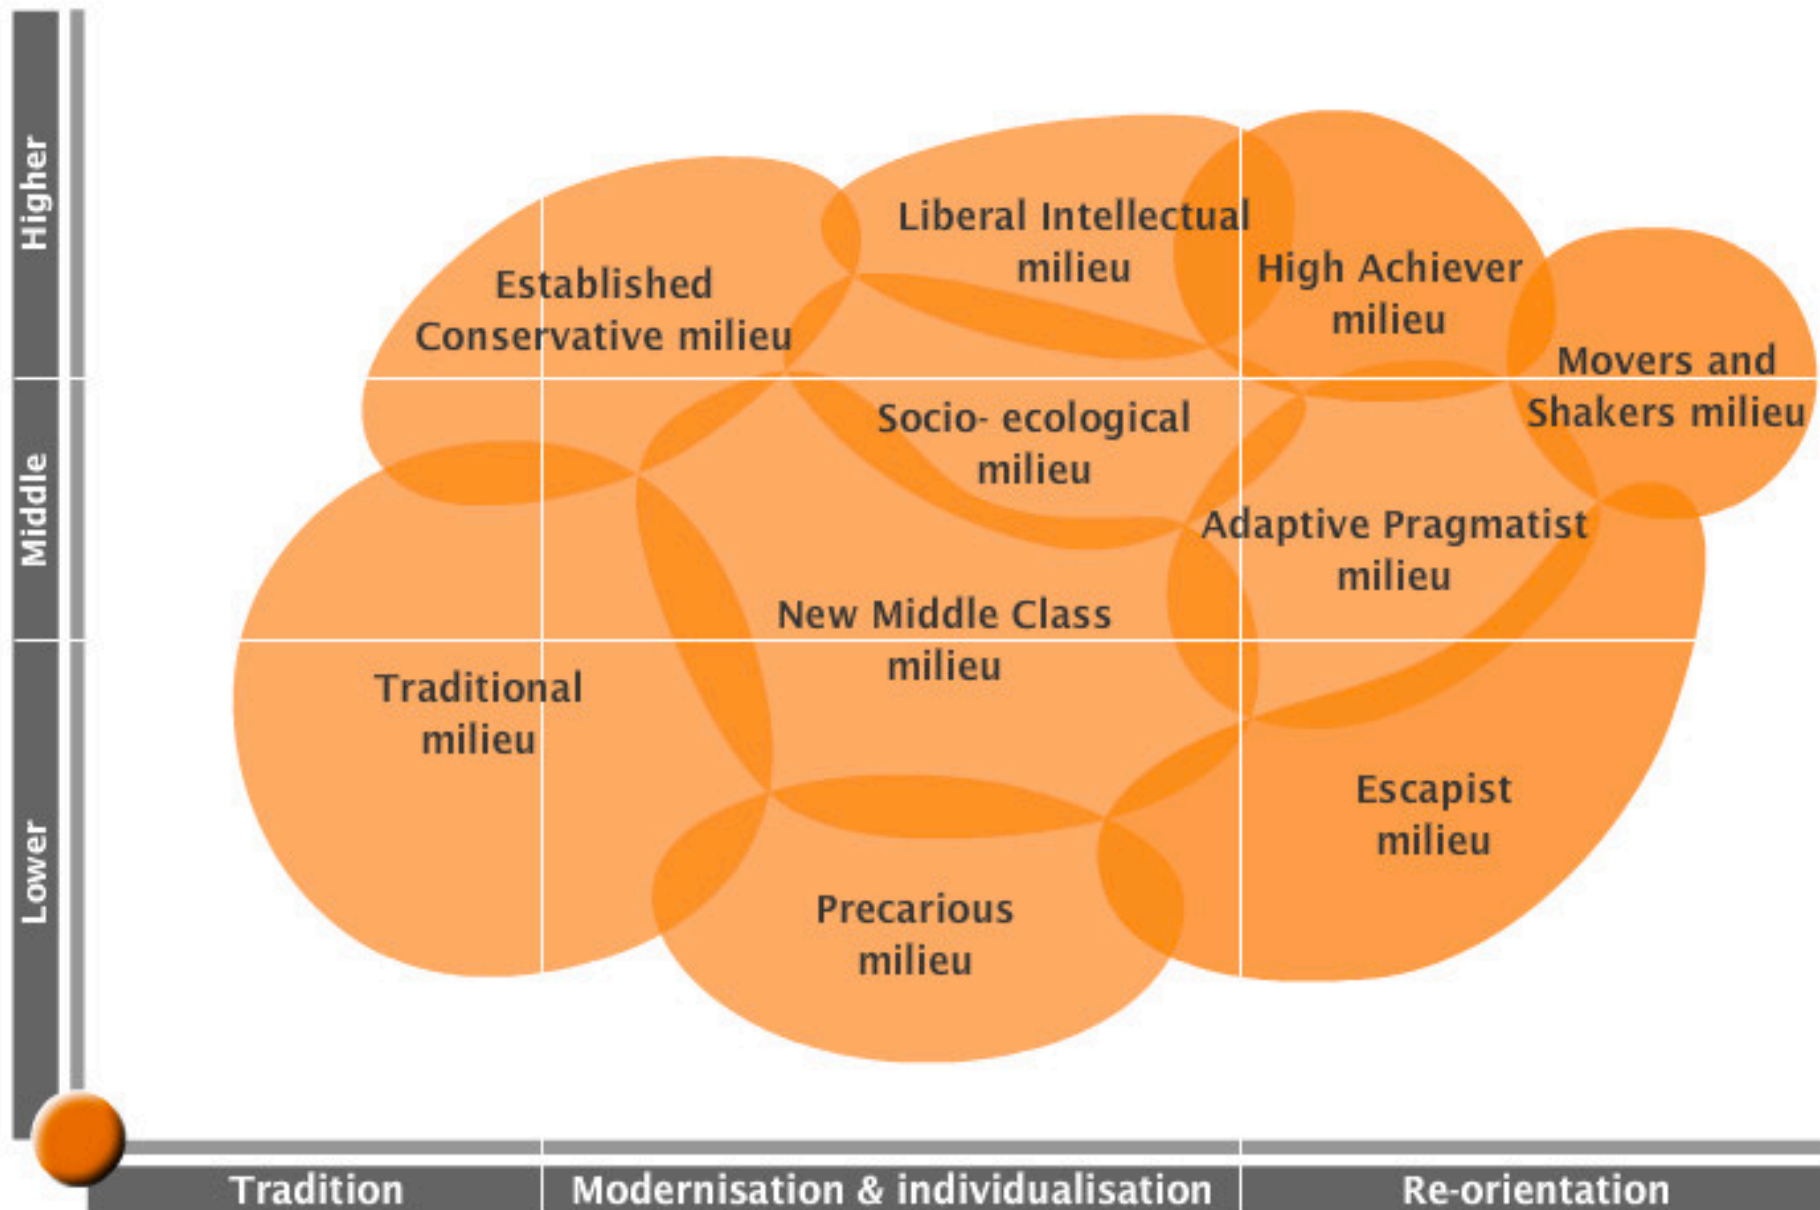 Higher
Middle
Lower
Liberal Intellectual
milieu
High Achiever
milieu
Established
Conservative milieu
Movers and
Shakers milieu
Socio- ecological
milieu
Adaptive Pragmatist
milieu
New Middle Class
milieu
Traditional
milieu
Escapist
milieu
Precarious
milieu
Tradition
Modernisation & individualisation
Re-orientation